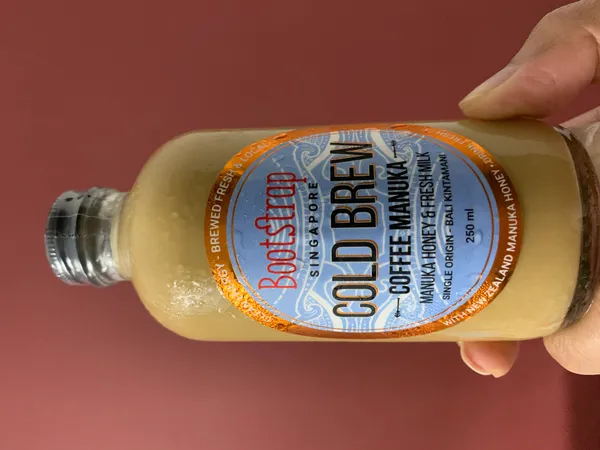 BREWED FRESH & LOCAL
BootStrap
SINGAPORE
COLD BREW
COFFEE MANUKA
MANUKA HONEY & FRESH MILK
SINGLE ORIGIN - BALI KINTAMANI
250 ml
WITH NEW ZEALAND MANUKA HONEY